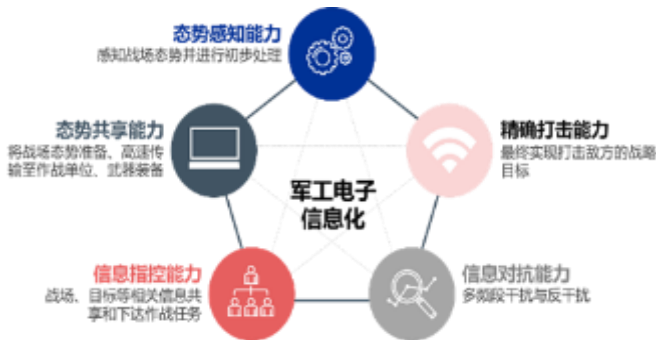 态势感知能力
感知战场态势并进行初步处理
态势共享能力
将战场态势准备、高速传
输至作战单位、武器装备
精确打击能力
最终实现打击敌方的战略
目标
军工电子
信息化
信息指控能力
战场、目标等相关信息共
享和下达作战任务
信息对抗能力
多频段干扰与反干扰